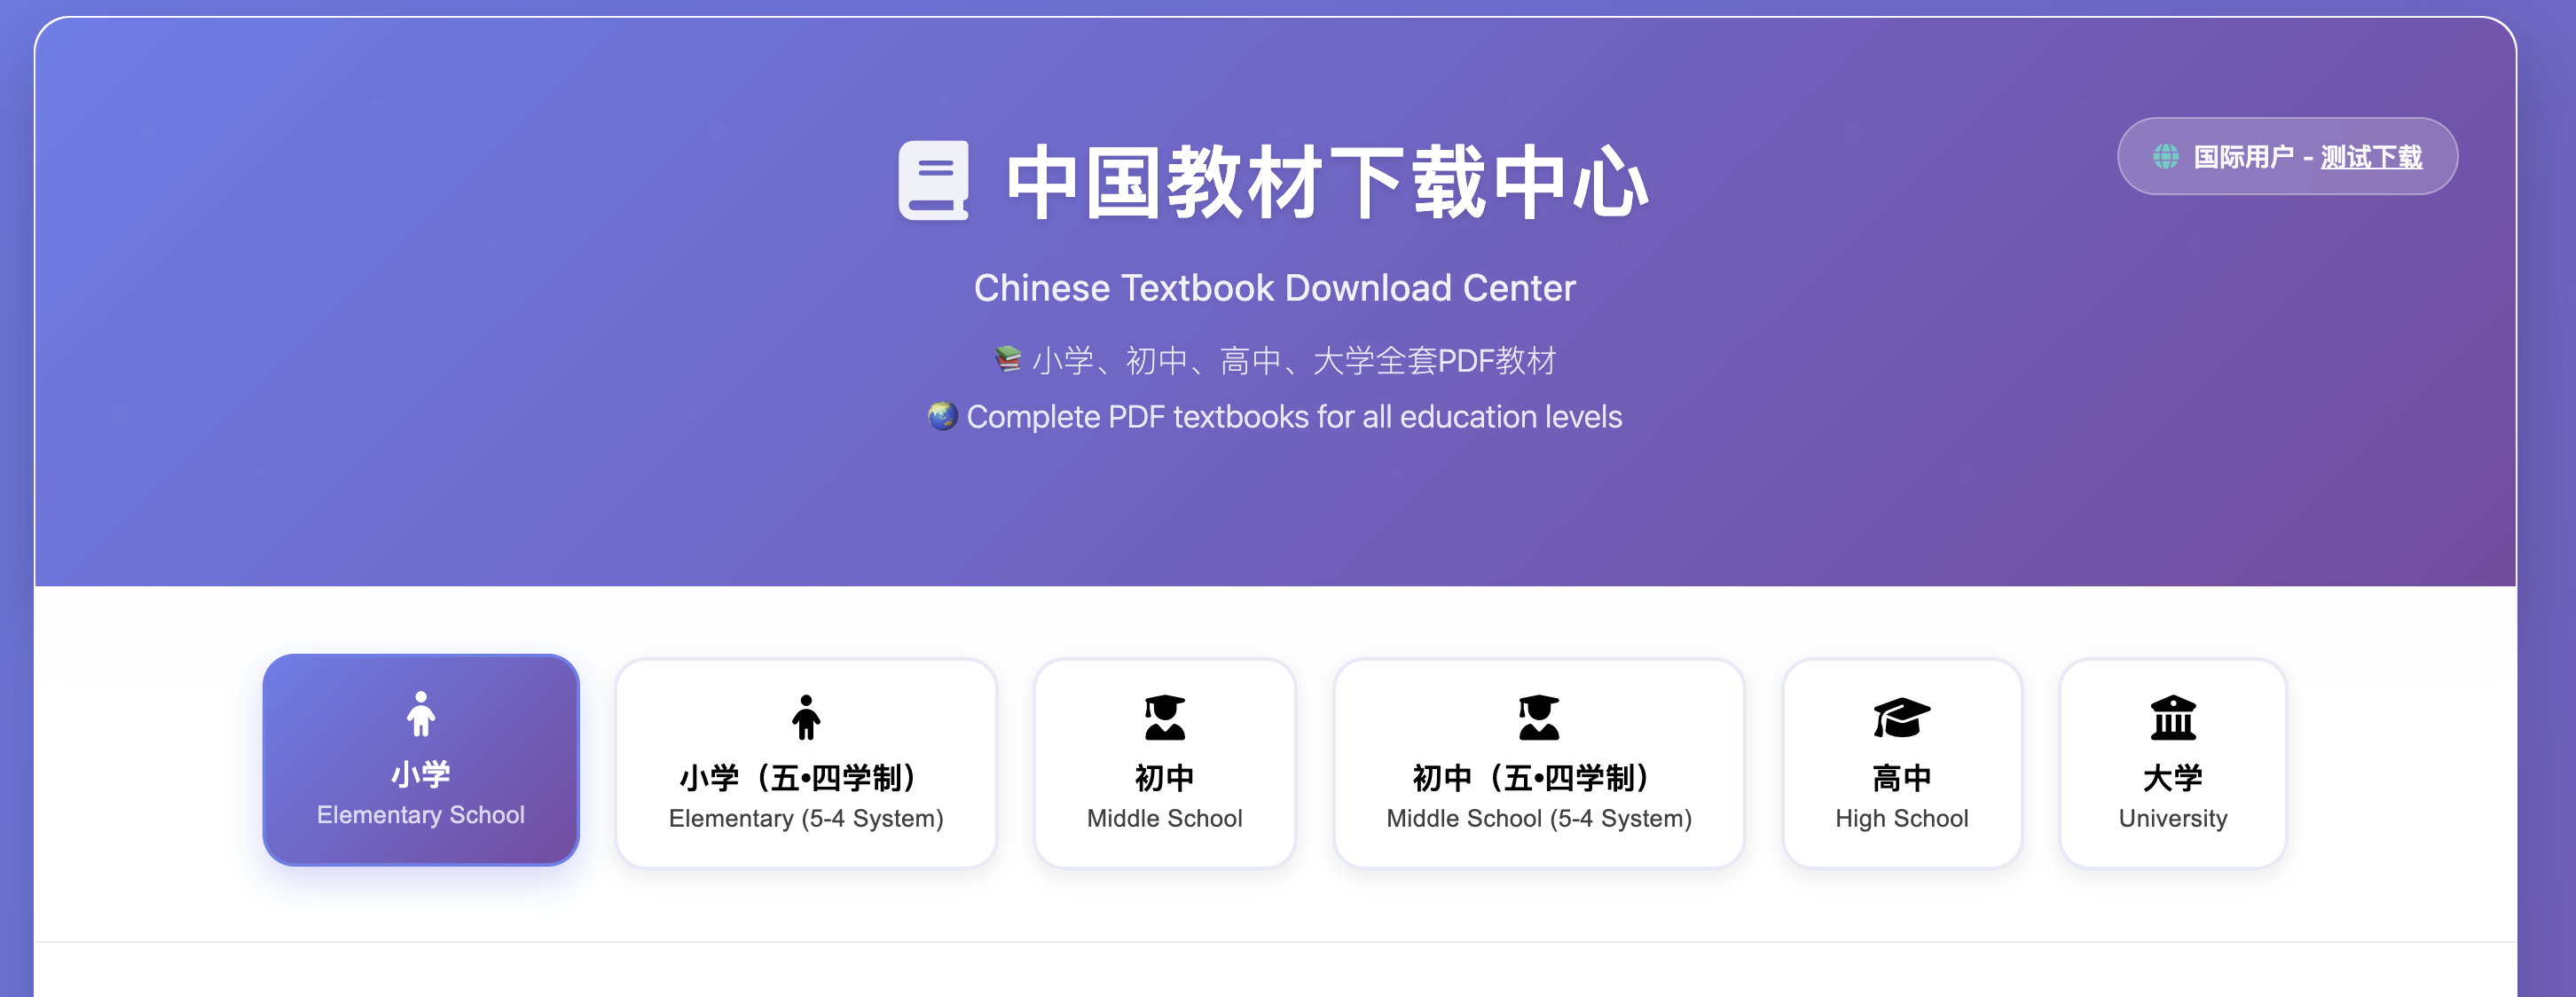 中国教材下载中心
国际用户 - 测试下载
Chinese Textbook Download Center
小学、初中、高中、大学全套PDF教材
Complete PDF textbooks for all education levels
小学
Elementary School
小学（五•四学制）
Elementary (5-4 System)
初中
Middle School
初中（五•四学制）
Middle School (5-4 System)
高中
High School
大学
University